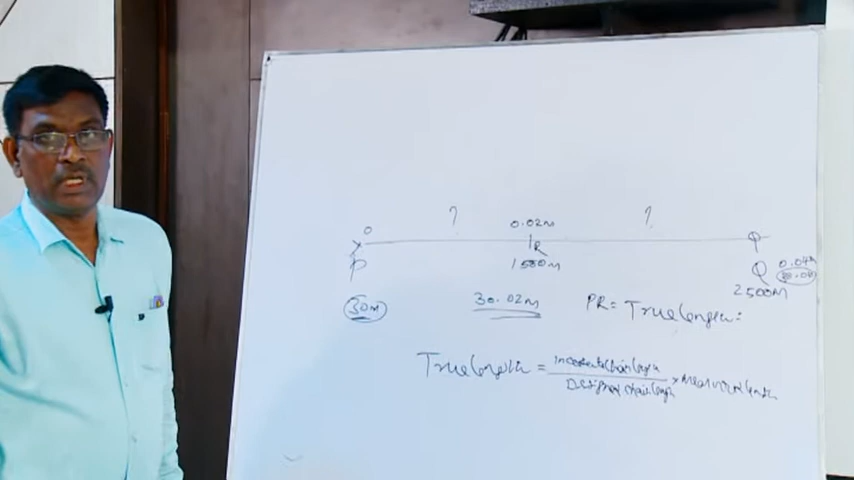 ? ?
0 0.02m
R
P 1500m Q 0.04m
30.04
2500m
30m 30.02m PR= True length:
True length = Incorrect chain length
Designed chain length × measured length